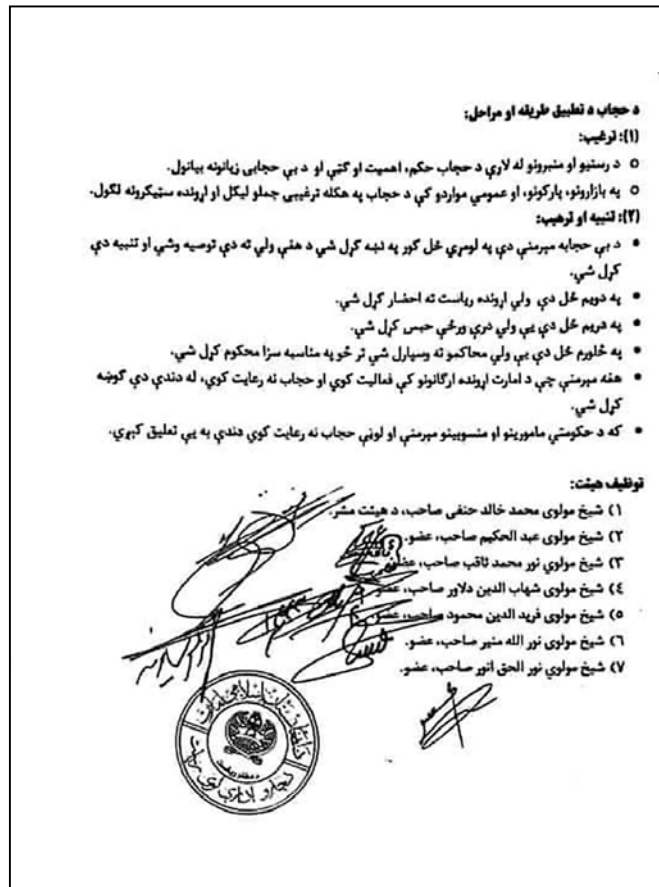 د حجاب د تطبیق طریقه او مراحل:
(۱): ترغیب:
o د رسنیو او منبرونو له لارې د حجاب حکم، اهمیت او ګټې او د بې حجابۍ زیانونه بیانول.
o په بازارونو، پارکونو، او عمومي مواردو کې د حجاب په هکله ترغیبي جملو لیکل او اړونده سټیکرونه لګول.
(۲): تنبیه او ترهیب:
• د بې حجابه میرمنې دې په لومړي ځل کور په نښه کړل شي د هغې ولي ته دې توصیه وشي او تنبیه دې
کړل شي.
• په دویم ځل دې ولي اړونده ریاست ته احضار کړل شي.
• په دریم ځل دې یې ولي درې ورځې حبس کړل شي.
• په څلورم ځل دې یې ولي محاکمو ته وسپارل شي تر څو په مناسبه سزا محکوم کړل شي.
• هغه میرمنې چې د امارت اړونده ارګانونو کې فعالیت کوي او حجاب نه رعایت کوي، له دندې دې ګوښه
کړل شي.
• که د حکومتي مامورینو او منسوبینو میرمنې او لوڼې حجاب نه رعایت کوي دندې به یې تعلیق کېږي.
توظیف هیئت:
۱) شیخ مولوی محمد خالد حنفی صاحب، د هیئت مشر.
۲) شیخ مولوی عبد الحکیم صاحب، عضو.
۳) شیخ مولوي نور محمد ثاقب صاحب، عضو.
٤) شیخ مولوی شهاب الدین دلاور صاحب، عضو.
۵) شیخ مولوی فرید الدین محمود صاحب، عضو.
۶) شیخ مولوی نور الله منیر صاحب، عضو.
۷) شیخ مولوي نور الحق انور صاحب، عضو.